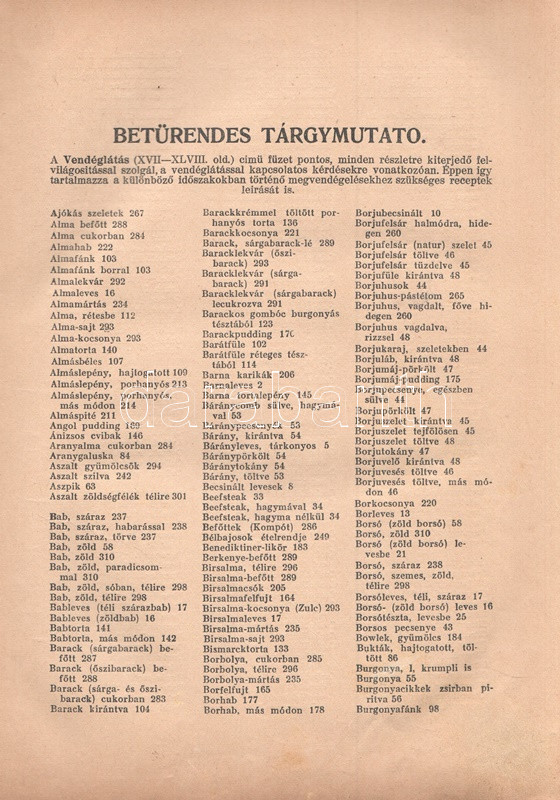 BETÜRENDES TÁRGYMUTATO.
A Vendéglátás (XVII—XLVIII. old.) cimü füzet pontos, minden részletre kiterjedő fel-
világositással szolgál, a vendéglátással kapcsolatos kérdésekre vonatkozóan. Éppen igy
tartalmazza a különböző időszakokban történő megvendégelésekhez szükséges receptek
leirását is.
Ajókás szeletek 267
Alma befőtt 288
Alma cukorban 284
Almahab 222
Almafánk 103
Almafánk borral 103
Almalekvár 292
Almaleves 16
Almamártás 234
Alma, rétesbe 112
Alma-sajt 293
Alma-kocsonya 293
Almatorta 140
Almásbéles 107
Almáslepény, hajtogatott 109
Almáslepény, porhanyós 213
Almáslepény, porhanyós,
más módon 214
Almáspité 211
Angol pudding 169
Ánizsos cvibak 146
Aranyalma cukorban 284
Aranygaluska 84
Aszalt gyümölcsök 294
Aszalt szilva 242
Aszpik 63
Aszalt zöldségfélék télire 301
Bab, száraz 237
Bab, száraz, habarással 238
Bab, száraz, törve 237
Bab, zöld 58
Bab, zöld 310
Bab, zöld, paradicsom-
mal 310
Bab, zöld, sóban, télire 298
Bab, zöld, télire 298
Bableves (téli szárazbab) 17
Bableves (zöldbab) 16
Babtorta 141
Babtorta, más módon 142
Barack (sárgabarack) be-
főtt 287
Barack (őszibarack) be-
főtt 288
Barack (sárga- és őszi-
barack) cukorban 283
Barack kirántva 104
Barackkrémmel töltött por-
hanyós torta 136
Barackkocsonya 221
Barack, sárgabarack-lé 289
Baracklekvár (őszi-
barack) 293
Baracklekvár (sárga-
barack) 291
Baracklekvár (sárgabarack)
lecukrozva 291
Barackos gombóc burgonyás
tésztából 123
Barackpudding 170
Barátfüle 102
Barátfüle réteges tész-
tából 114
Barna karikák 206
Barnaleves 2
Barna tortalepény 145
Báránycomb sülve, hagymá-
val 53
Báránypecsenyék 53
Bárány, kirántva 54
Bárányleves, tárkonyos 5
Báránypörkölt 54
Báránytokány 54
Bárány, töltve 53
Becsinált levesek 8
Beefsteak 33
Beefsteak, hagymával 34
Beefsteak, hagyma nélkül 34
Befőttek (Kompót) 286
Bélbajosok ételrendje 249
Benediktiner-likőr 183
Berkenye-befőtt 289
Birsalma, télire 296
Birsalma-befőtt 289
Birsalmacsók 205
Birsalmafelfujt 164
Birsalma-kocsonya (Zulc) 293
Birsalmaleves 17
Birsalma-mártás 235
Birsalma-sajt 293
Bismarcktorta 133
Borbolya, cukorban 285
Borbolya, télire 296
Borbolya-mártás 235
Borfelfujt 165
Borhab 177
Borhab, más módon 178
Borjubecsinált 10
Borjufelsár halmódra, hide-
gen 260
Borjufelsár (natur) szelet 45
Borjufelsár töltve 46
Borjufelsár tüzdelve 45
Borjufüle kirántva 48
Borjuhusok 44
Borjuhus-pástétom 265
Borjuhus, vagdalt, főve hi-
degen 260
Borjuhus vagdalva,
rizzsel 48
Borjukaraj, szeletekben 44
Borjuláb, kirántva 48
Borjumáj-pörkölt 47
Borjumáj-pudding 175
Borjupecsenye, egészben
sülve 44
Borjupörkölt 47
Borjuszelet kirántva 45
Borjuszelet tejfölösen 45
Borjuszelet töltve 48
Borjutokány 47
Borjuvelő kirántva 48
Borjuvesés töltve 46
Borjuvesés töltve, más mó-
don 46
Borkocsonya 220
Borleves 13
Borsó (zöld borsó) 58
Borsó, zöld 310
Borsó (zöld borsó) le-
vesbe 21
Borsó, száraz 238
Borsó, szemes, zöld,
télire 298
Borsóleves, téli, száraz 17
Borsó- (zöld borsó) leves 16
Borsótészta, levesbe 25
Borsos pecsenye 43
Bowlek, gyümölcs 184
Bukták, hajtogatott, töl-
tött 86
Burgonya, l, krumpli is
Burgonya 55
Burgonyacikkek zsirban pi-
ritva 56
Burgonyafánk 98